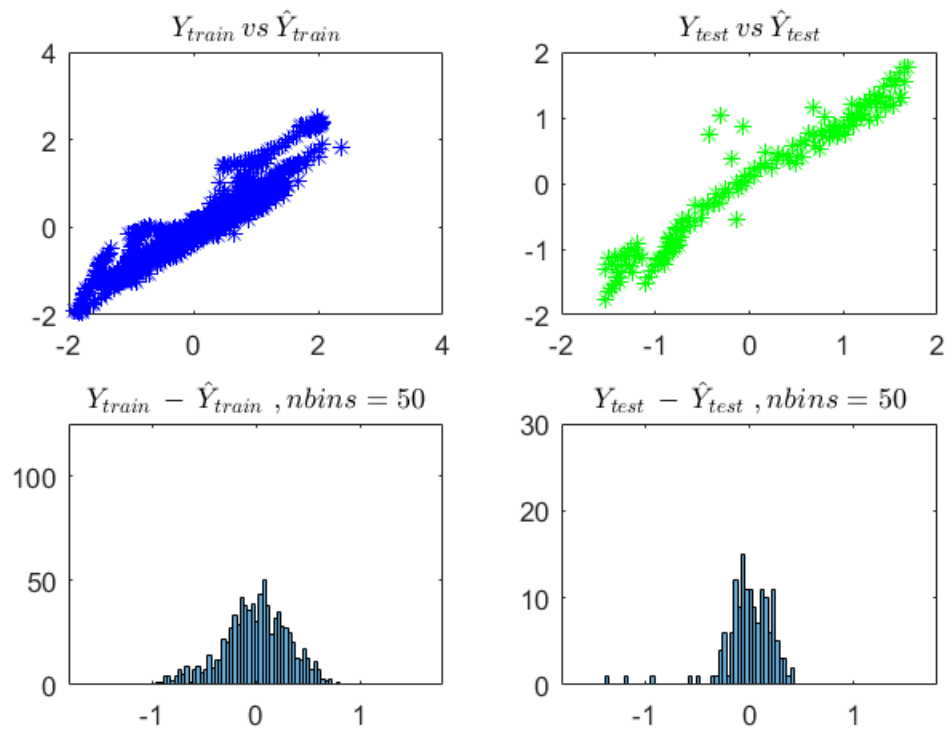 Y_train vs Ŷ_train
4
2
0
-2
-2 0 2 4
Y_test vs Ŷ_test
2
1
0
-1
-2
-2 -1 0 1 2
Y_train − Ŷ_train , nbins = 50
100
50
0
-1 0 1
Y_test − Ŷ_test , nbins = 50
30
20
10
0
-1 0 1